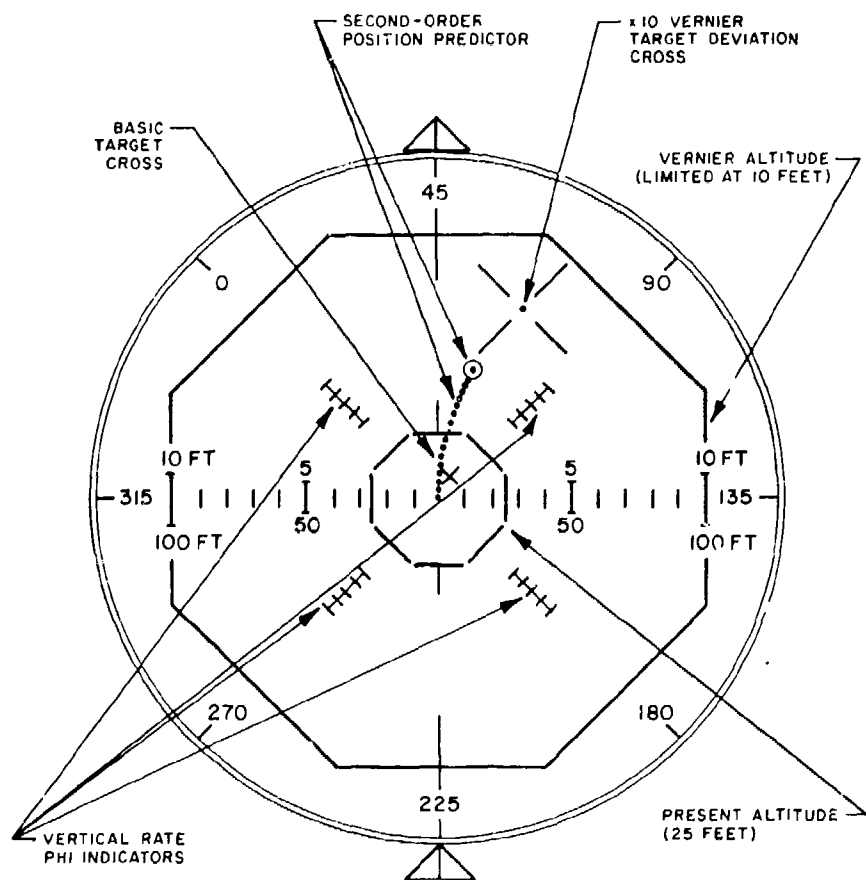 SECOND-ORDER
POSITION PREDICTOR
x 10 VERNIER
TARGET DEVIATION
CROSS
BASIC
TARGET
CROSS
VERNIER ALTITUDE
(LIMITED AT 10 FEET)
45
0
90
10 FT
10 FT
5
5
315
135
50
50
100 FT
100 FT
270
180
225
VERTICAL RATE
PHI INDICATORS
PRESENT ALTITUDE
(25 FEET)